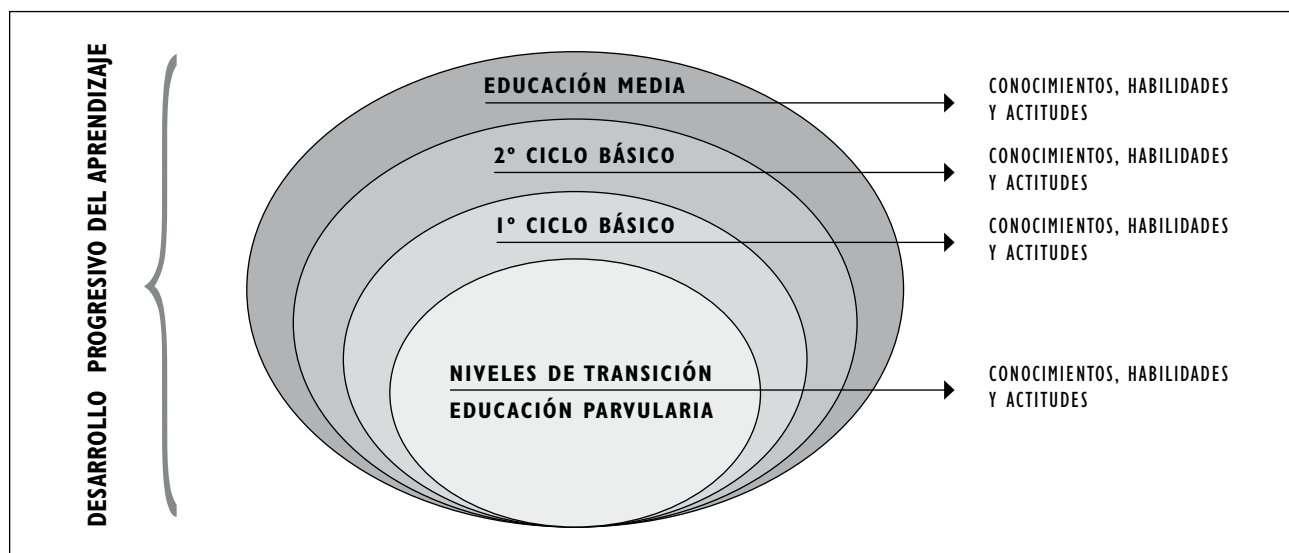 DESARROLLO PROGRESIVO DEL APRENDIZAJE
EDUCACIÓN MEDIA
CONOCIMIENTOS, HABILIDADES
Y ACTITUDES
2º CICLO BÁSICO
CONOCIMIENTOS, HABILIDADES
Y ACTITUDES
1º CICLO BÁSICO
CONOCIMIENTOS, HABILIDADES
Y ACTITUDES
NIVELES DE TRANSICIÓN
EDUCACIÓN PARVULARIA
CONOCIMIENTOS, HABILIDADES
Y ACTITUDES